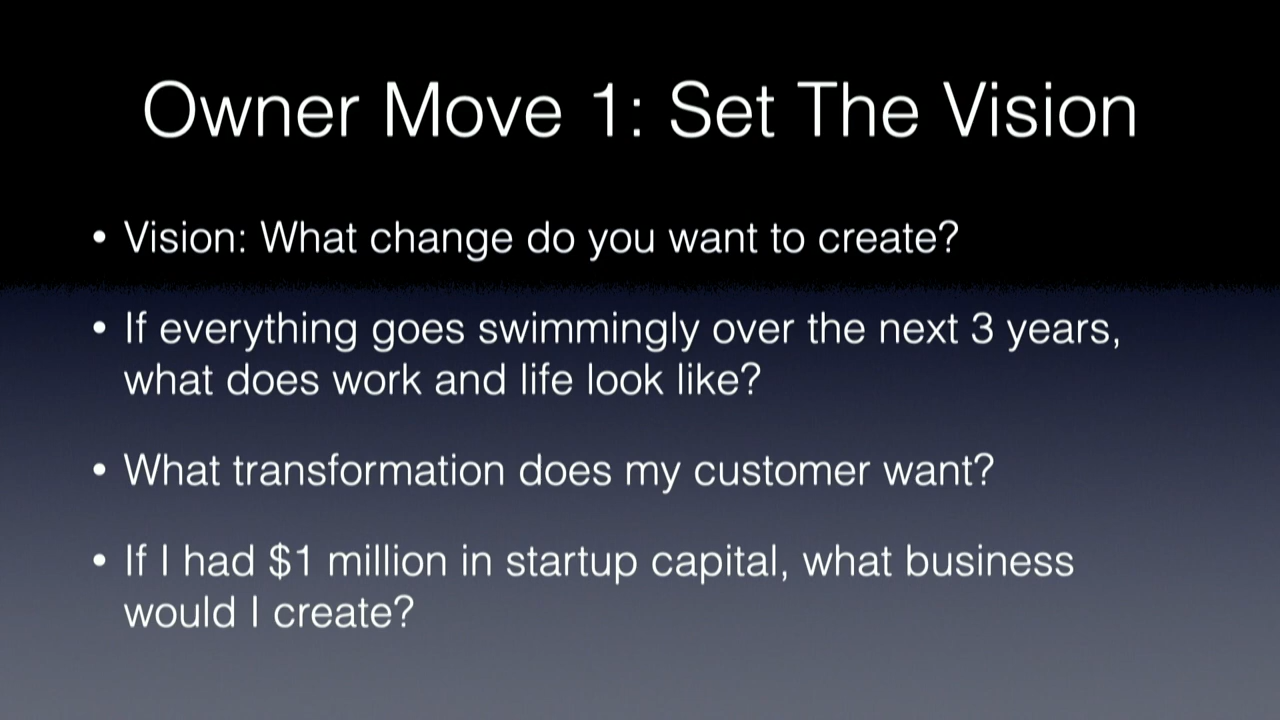 Owner Move 1: Set The Vision
• Vision: What change do you want to create?
• If everything goes swimmingly over the next 3 years,
what does work and life look like?
• What transformation does my customer want?
• If I had $1 million in startup capital, what business
would I create?